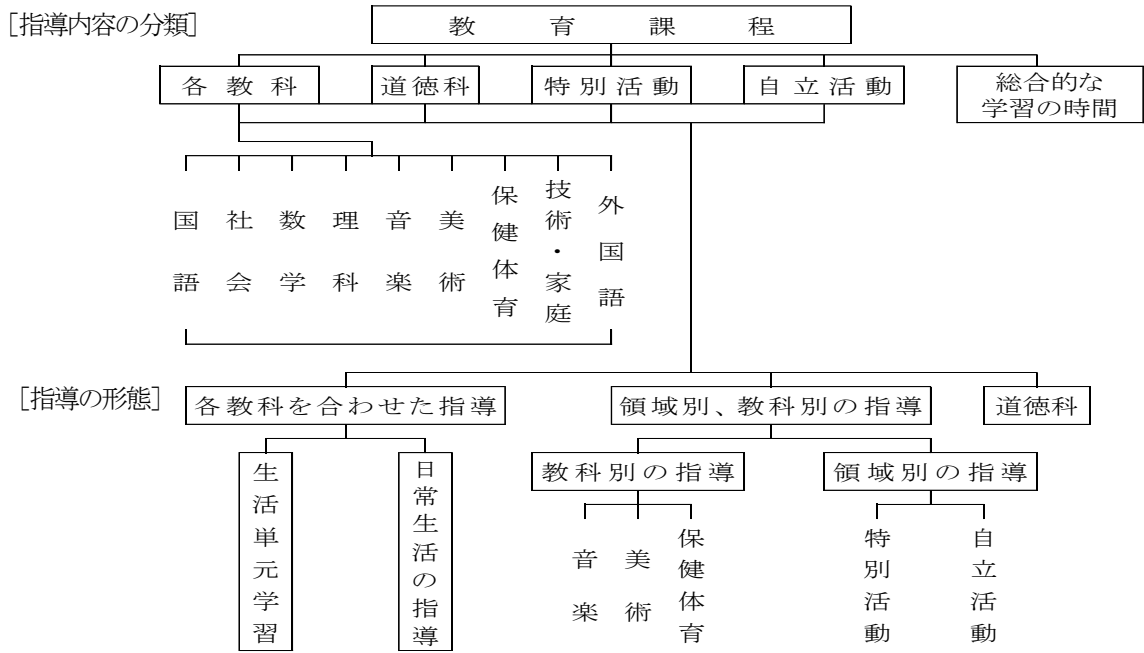 [指導内容の分類]
教育課程
各教科
道徳科
特別活動
自立活動
総合的な
学習の時間
国語
社会
数学
理科
音楽
美術
保健体育
技術・家庭
外国語
[指導の形態]
各教科を合わせた指導
領域別、教科別の指導
道徳科
生活単元学習
日常生活の指導
教科別の指導
領域別の指導
音楽
美術
保健体育
特別活動
自立活動